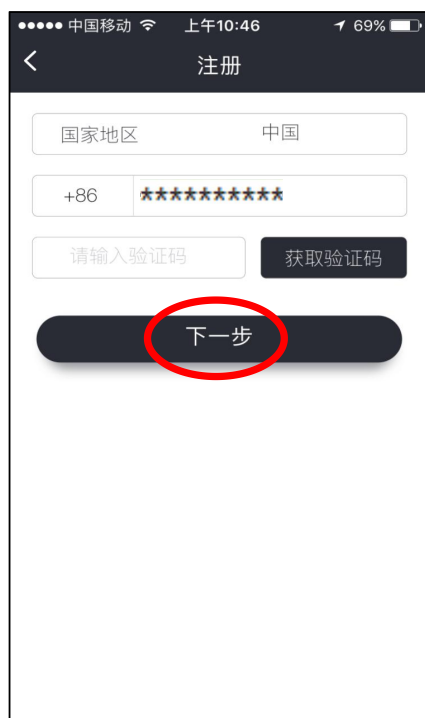 中国移动 上午10:46 69%
注册
国家地区 中国
+86 **********
请输入验证码 获取验证码
下一步